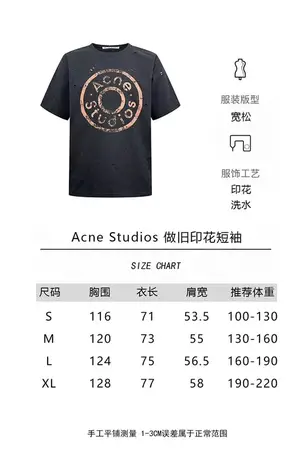 Acne
Studios
服装版型
宽松
服饰工艺
印花
洗水
Acne Studios 做旧印花短袖
SIZE CHART
尺码 胸围 衣长 肩宽 推荐体重
S 116 71 53.5 100-130
M 120 73 55 130-160
L 124 75 56.5 160-190
XL 128 77 58 190-220
手工平铺测量 1-3CM误差属于正常范围